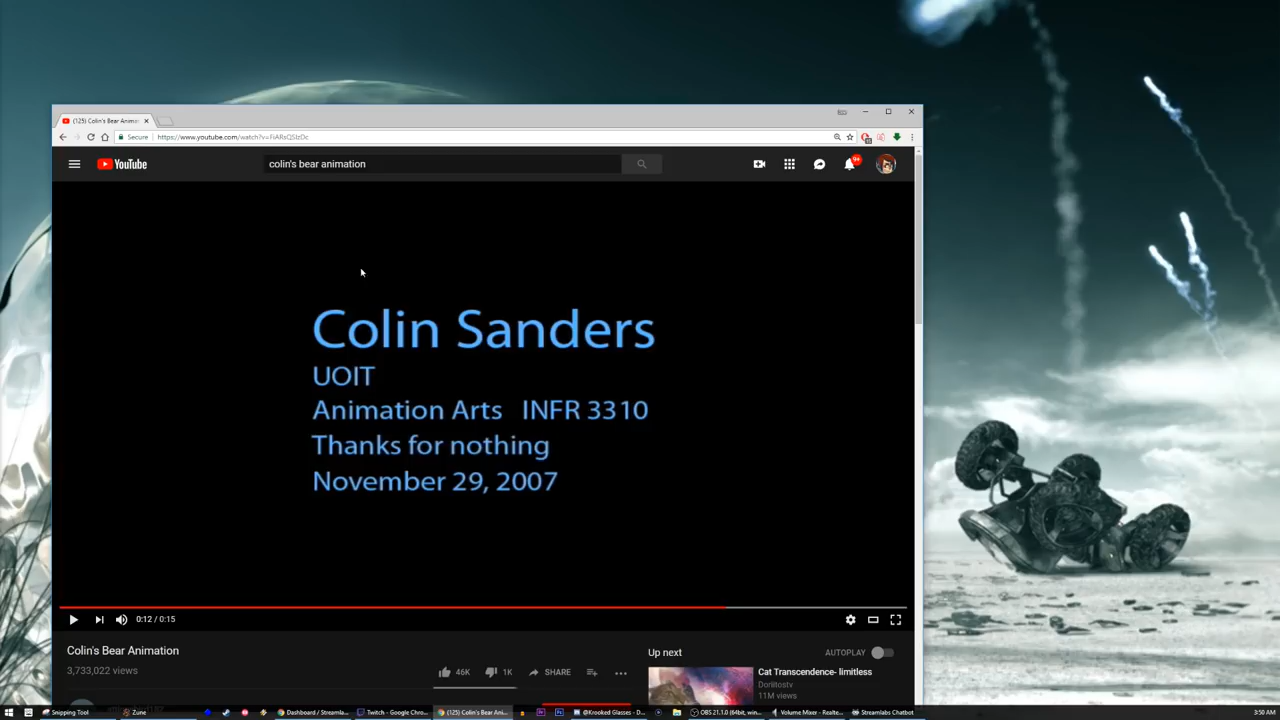 (125) Colin's Bear Anima
Secure https://www.youtube.com/watch?v=FiARsQSlzDc
YouTube
colin's bear animation
9+
Colin Sanders
UOIT
Animation Arts INFR 3310
Thanks for nothing
November 29, 2007
0:12 / 0:15
Colin's Bear Animation
3,733,022 views
46K 1K SHARE
Up next
AUTOPLAY
Cat Transcendence- limitless
Doritostv
11M views
Snipping Tool
Zune
Dashboard / Streamla...
Twitch - Google Chro...
(125) Colin's Bear Ani...
@Krooked Glasses - D...
OBS 21.1.0 (64bit, win...
Volume Mixer - Realte...
Streamlabs Chatbot
3:50 AM